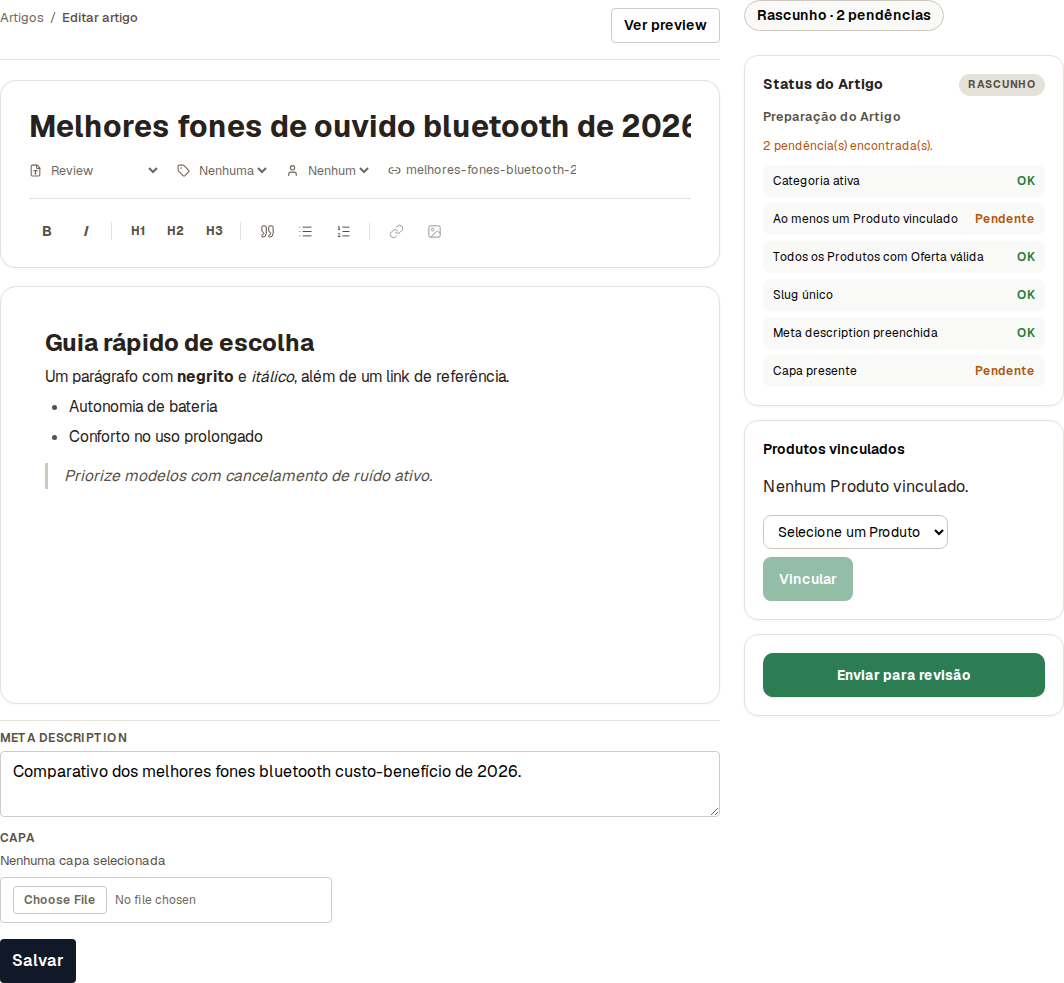 Artigos / Editar artigo
Ver preview
Melhores fones de ouvido bluetooth de 2026
Review
Nenhuma
Nenhum
melhores-fones-bluetooth-2
B I H1 H2 H3
Guia rápido de escolha
Um parágrafo com negrito e itálico, além de um link de referência.
Autonomia de bateria
Conforto no uso prolongado
Priorize modelos com cancelamento de ruído ativo.
META DESCRIPTION
Comparativo dos melhores fones bluetooth custo-benefício de 2026.
CAPA
Nenhuma capa selecionada
Choose File No file chosen
Salvar
Rascunho · 2 pendências
Status do Artigo
RASCUNHO
Preparação do Artigo
2 pendência(s) encontrada(s).
Categoria ativa OK
Ao menos um Produto vinculado Pendente
Todos os Produtos com Oferta válida OK
Slug único OK
Meta description preenchida OK
Capa presente Pendente
Produtos vinculados
Nenhum Produto vinculado.
Selecione um Produto
Vincular
Enviar para revisão